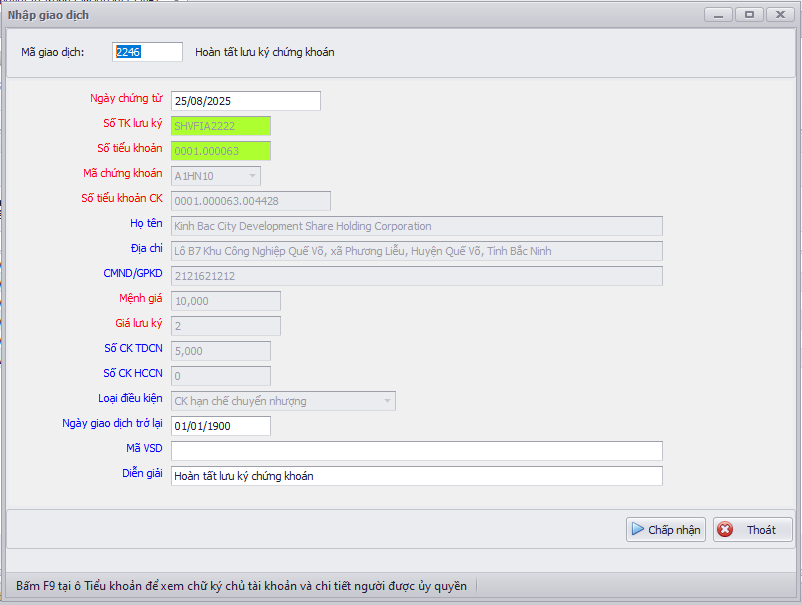 Nhập giao dịch
Mã giao dịch: 2246 Hoàn tất lưu ký chứng khoán
Ngày chứng từ 25/08/2025
Số TK lưu ký SHVFIA2222
Số tiểu khoản 0001.000063
Mã chứng khoán A1HN10
Số tiểu khoản CK 0001.000063.004428
Họ tên Kinh Bac City Development Share Holding Corporation
Địa chỉ Lô B7 Khu Công Nghiệp Quế Võ, xã Phương Liễu, Huyện Quế Võ, Tỉnh Bắc Ninh
CMND/GPKD 2121621212
Mệnh giá 10,000
Giá lưu ký 2
Số CK TDCN 5,000
Số CK HCCN 0
Loại điều kiện CK hạn chế chuyển nhượng
Ngày giao dịch trở lại 01/01/1900
Mã VSD
Diễn giải Hoàn tất lưu ký chứng khoán
Chấp nhận Thoát
Bấm F9 tại ô Tiểu khoản để xem chữ ký chủ tài khoản và chi tiết người được ủy quyền